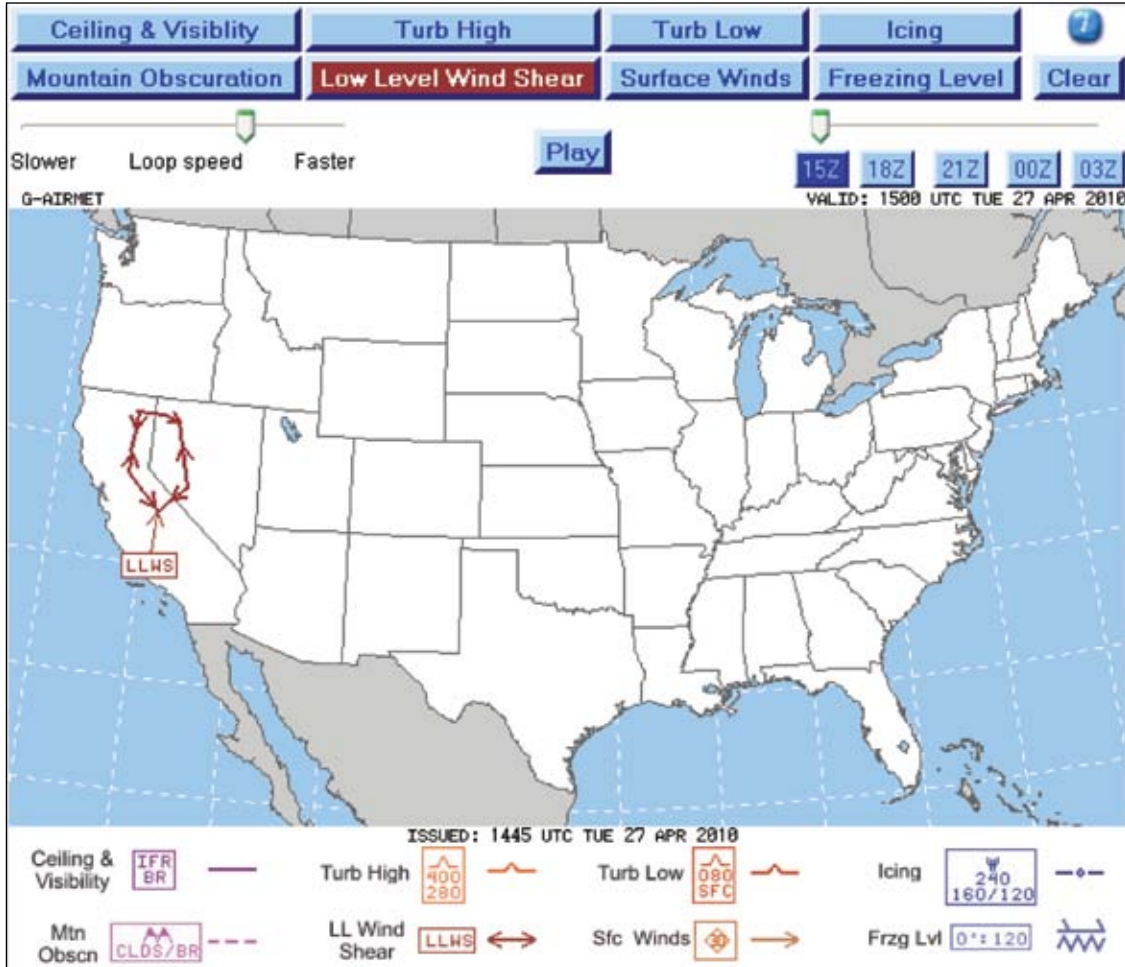 Ceiling & Visiblity Turb High Turb Low Icing
Mountain Obscuration Low Level Wind Shear Surface Winds Freezing Level Clear
Slower Loop speed Faster
Play
15Z 18Z 21Z 00Z 03Z
G-AIRMET
VALID: 1500 UTC TUE 27 APR 2010
LLWS
ISSUED: 1445 UTC TUE 27 APR 2010
Ceiling &
Visibility
IFR
BR
Turb High
400
280
Turb Low
080
SFC
Icing
240
160/120
Mtn
Obscn
CLDS/BR
LL Wind
Shear
LLWS
Sfc Winds
30
Frzg Lvl
0°:120